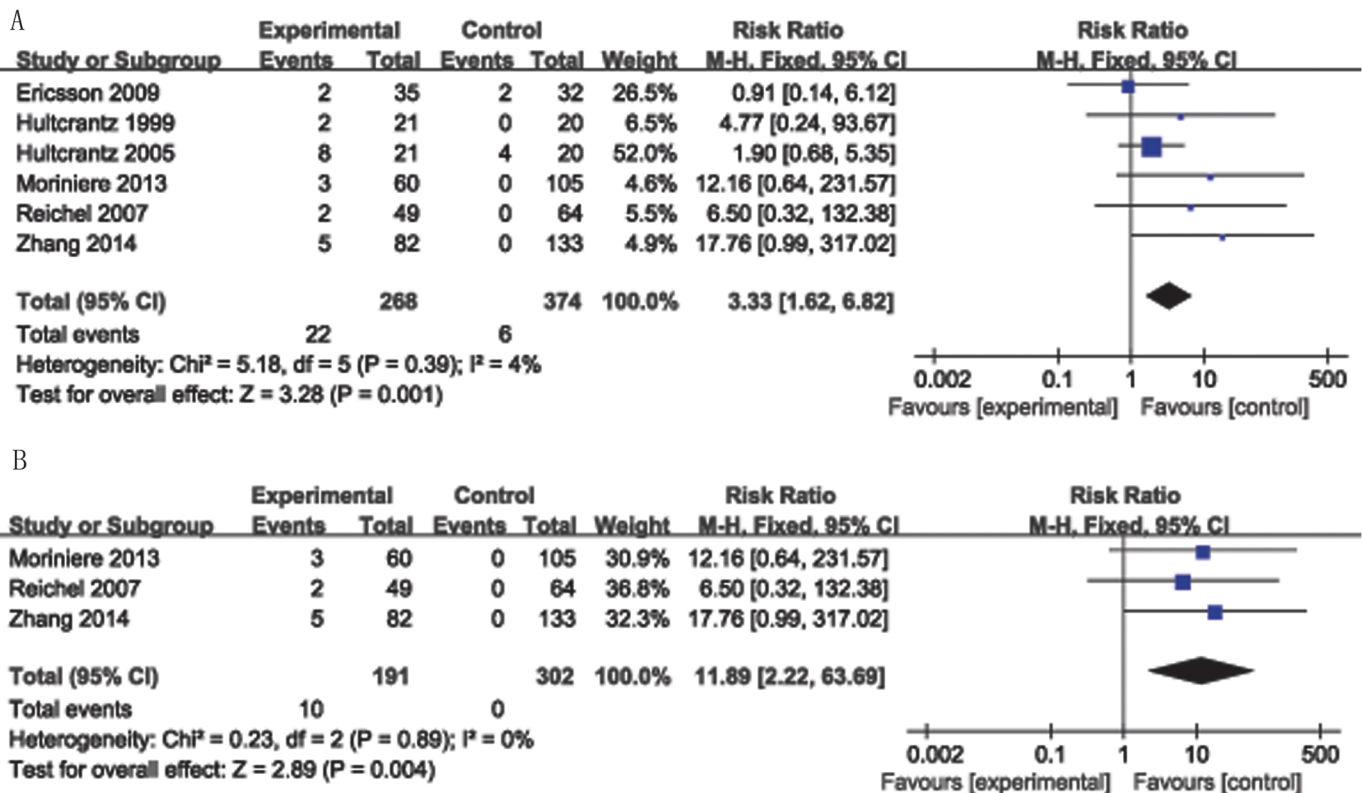 A
Experimental Control Risk Ratio Risk Ratio
Study or Subgroup Events Total Events Total Weight M-H, Fixed, 95% CI M-H, Fixed, 95% CI
Ericsson 2009 2 35 2 32 26.5% 0.91 [0.14, 6.12]
Hultcrantz 1999 2 21 0 20 6.5% 4.77 [0.24, 93.67]
Hultcrantz 2005 8 21 4 20 52.0% 1.90 [0.68, 5.35]
Moriniere 2013 3 60 0 105 4.6% 12.16 [0.64, 231.57]
Reichel 2007 2 49 0 64 5.5% 6.50 [0.32, 132.38]
Zhang 2014 5 82 0 133 4.9% 17.76 [0.99, 317.02]
Total (95% CI) 268 374 100.0% 3.33 [1.62, 6.82]
Total events 22 6
Heterogeneity: Chi² = 5.18, df = 5 (P = 0.39); I² = 4%
Test for overall effect: Z = 3.28 (P = 0.001)
0.002 0.1 1 10 500
Favours [experimental] Favours [control]
B
Experimental Control Risk Ratio Risk Ratio
Study or Subgroup Events Total Events Total Weight M-H, Fixed, 95% CI M-H, Fixed, 95% CI
Moriniere 2013 3 60 0 105 30.9% 12.16 [0.64, 231.57]
Reichel 2007 2 49 0 64 36.8% 6.50 [0.32, 132.38]
Zhang 2014 5 82 0 133 32.3% 17.76 [0.99, 317.02]
Total (95% CI) 191 302 100.0% 11.89 [2.22, 63.69]
Total events 10 0
Heterogeneity: Chi² = 0.23, df = 2 (P = 0.89); I² = 0%
Test for overall effect: Z = 2.89 (P = 0.004)
0.002 0.1 1 10 500
Favours [experimental] Favours [control]